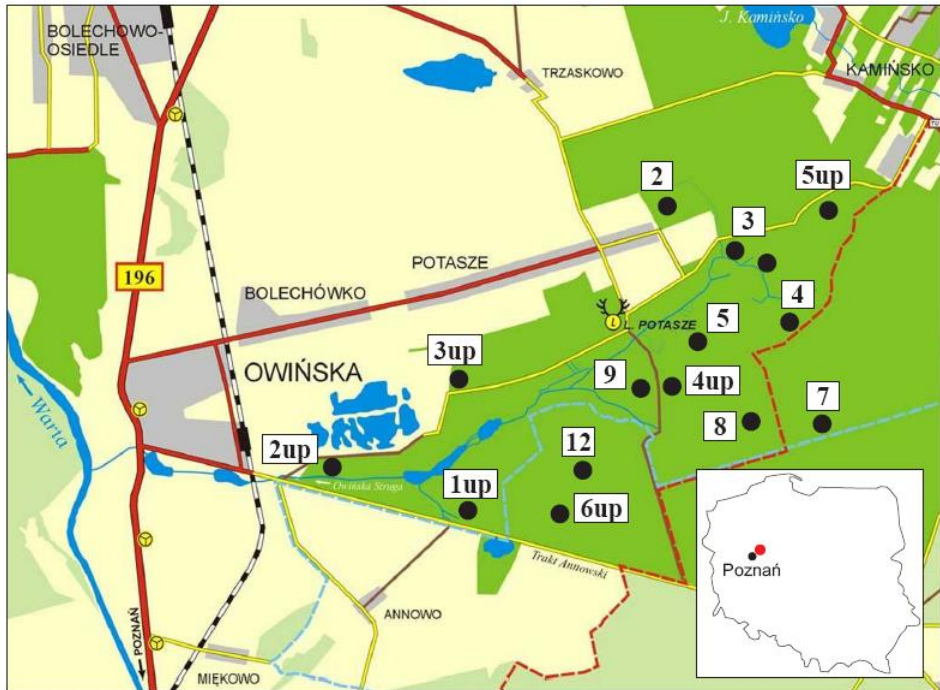 BOLECHOWO-
OSIEDLE
J. Kamińsko
TRZASKOWO
KAMIŃSKO
2
5up
3
196
POTASZE
BOLECHÓWKO
4
5
L
L. POTASZE
3up
OWIŃSKA
9
4up
8
7
← Warta
12
2up
1up
← Owińska Struga
6up
Trakt Annowski
Poznań
ANNOWO
← POZNAŃ
MIĘKOWO